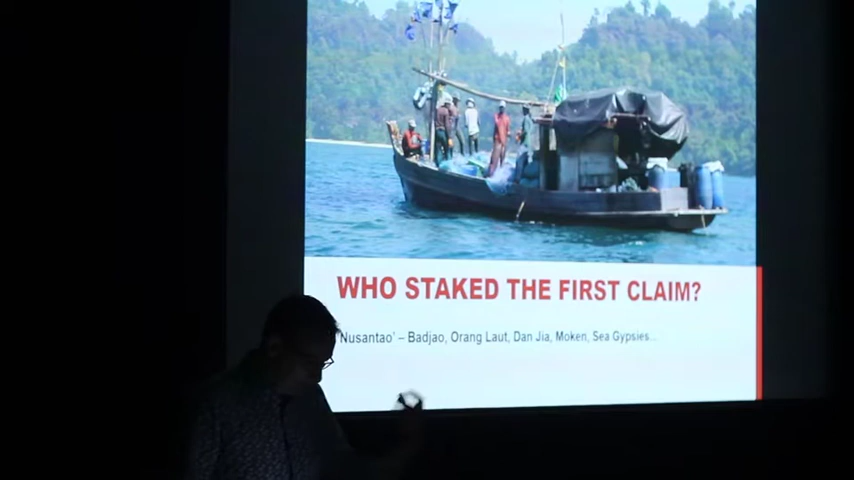 WHO STAKED THE FIRST CLAIM?
Nusantao' – Badjao, Orang Laut, Dan Jia, Moken, Sea Gypsies...